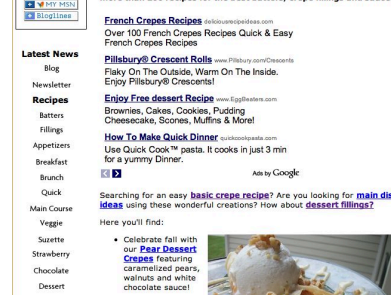 MY MSN
Bloglines
Latest News
Blog
Newsletter
Recipes
Batters
Fillings
Appetizers
Breakfast
Brunch
Quick
Main Course
Veggie
Suzette
Strawberry
Chocolate
Dessert
French Crepes Recipes deliciousrecipeideas.com
Over 100 French Crepes Recipes Quick & Easy
French Crepes Recipes
Pillsbury® Crescent Rolls www.Pillsbury.com/Crescents
Flaky On The Outside, Warm On The Inside.
Enjoy Pillsbury® Crescents!
Enjoy Free dessert Recipe www.EggBeaters.com
Brownies, Cakes, Cookies, Pudding
Cheesecake, Scones, Muffins & More!
How To Make Quick Dinner quickcookpasta.com
Use Quick Cook™ pasta. It cooks in just 3 min
for a yummy Dinner.
Ads by Google
Searching for an easy basic crepe recipe? Are you looking for main
ideas using these wonderful creations? How about dessert fillings?
Here you'll find:
• Celebrate fall with
our Pear Dessert
Crepes featuring
caramelized pears,
walnuts and white
chocolate sauce!